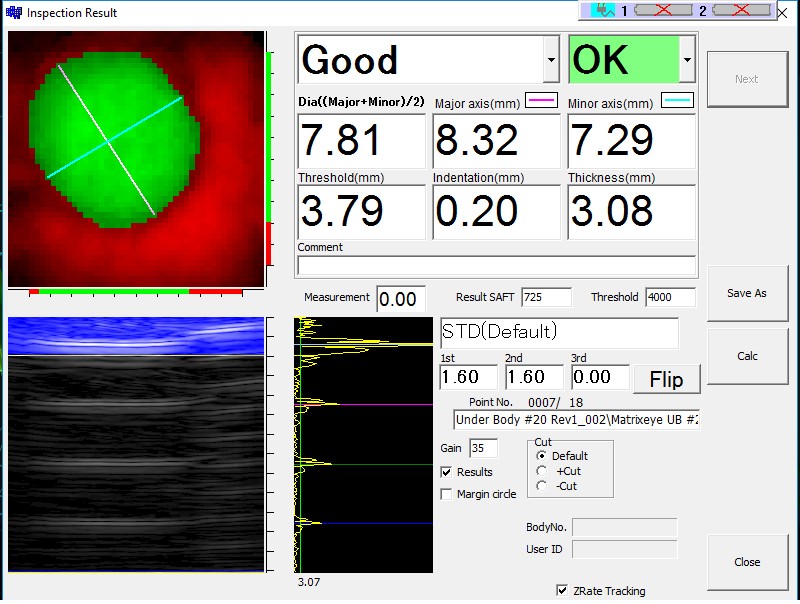 Inspection Result
1
2
Good
OK
Next
Dia((Major+Minor)/2)
Major axis(mm)
Minor axis(mm)
7.81
8.32
7.29
Threshold(mm)
Indentation(mm)
Thickness(mm)
3.79
0.20
3.08
Comment
Measurement
0.00
Result SAFT
725
Threshold
4000
Save As
STD(Default)
1st
2nd
3rd
1.60
1.60
0.00
Flip
Calc
Point No.
0007/ 18
Under Body #20 Rev1_002\Matrixeye UB #2
Gain
35
Cut
Default
+Cut
-Cut
Results
Margin circle
BodyNo.
User ID
Close
3.07
ZRate Tracking